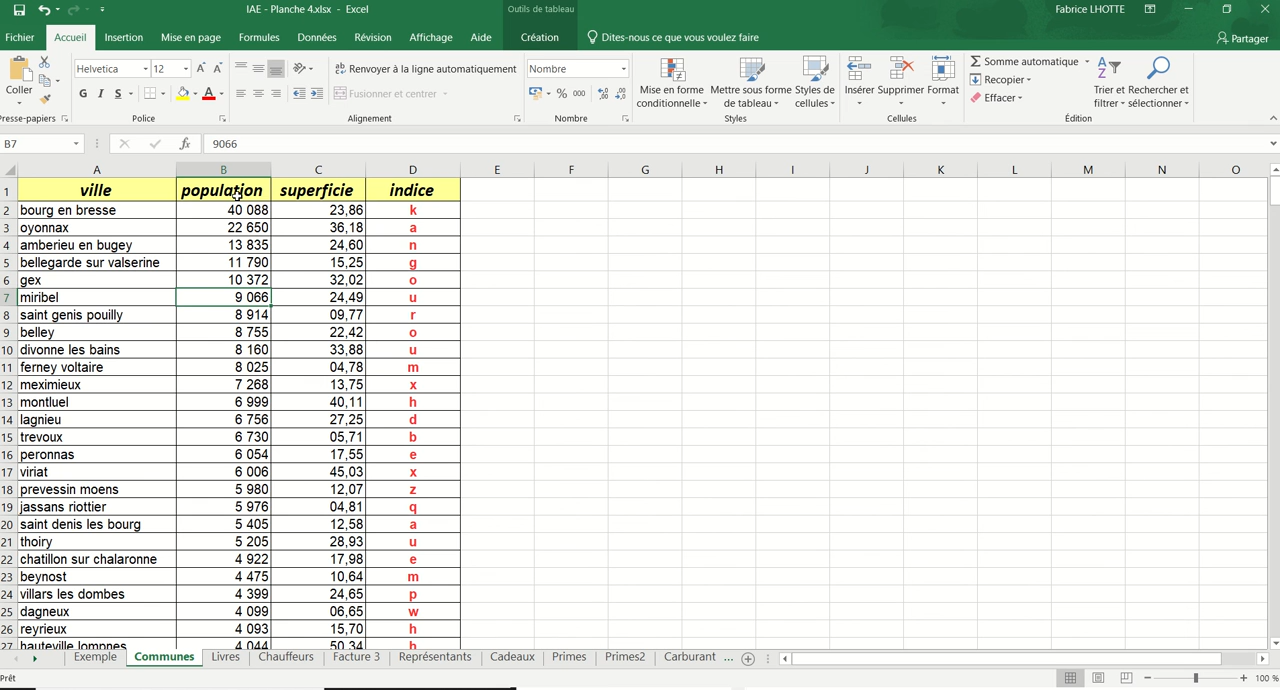 IAE - Planche 4.xlsx - Excel
Outils de tableau
Fabrice LHOTTE
Fichier Accueil Insertion Mise en page Formules Données Révision Affichage Aide Création Dites-nous ce que vous voulez faire Partager
Coller
Helvetica 12
G I S
Renvoyer à la ligne automatiquement
Fusionner et centrer
Nombre
% 000
Mise en forme conditionnelle
Mettre sous forme de tableau
Styles de cellules
Insérer Supprimer Format
Somme automatique
Recopier
Effacer
Trier et filtrer
Rechercher et sélectionner
Presse-papiers Police Alignement Nombre Styles Cellules Édition
B7 fx 9066
A B C D E F G H I J K L M N O
1 ville population superficie indice
2 bourg en bresse 40 088 23,86 k
3 oyonnax 22 650 36,18 a
4 amberieu en bugey 13 835 24,60 n
5 bellegarde sur valserine 11 790 15,25 g
6 gex 10 372 32,02 o
7 miribel 9 066 24,49 u
8 saint genis pouilly 8 914 09,77 r
9 belley 8 755 22,42 o
10 divonne les bains 8 160 33,88 u
11 ferney voltaire 8 025 04,78 m
12 meximieux 7 268 13,75 x
13 montluel 6 999 40,11 h
14 lagnieu 6 756 27,25 d
15 trevoux 6 730 05,71 b
16 peronnas 6 054 17,55 e
17 viriat 6 006 45,03 x
18 prevessin moens 5 980 12,07 z
19 jassans riottier 5 976 04,81 q
20 saint denis les bourg 5 405 12,58 a
21 thoiry 5 205 28,93 u
22 chatillon sur chalaronne 4 922 17,98 e
23 beynost 4 475 10,64 m
24 villars les dombes 4 399 24,65 p
25 dagneux 4 099 06,65 w
26 reyrieux 4 093 15,70 h
27 hauteville lompnes 4 044 50,34 h
Exemple Communes Livres Chauffeurs Facture 3 Représentants Cadeaux Primes Primes2 Carburant ...
Prêt
100 %